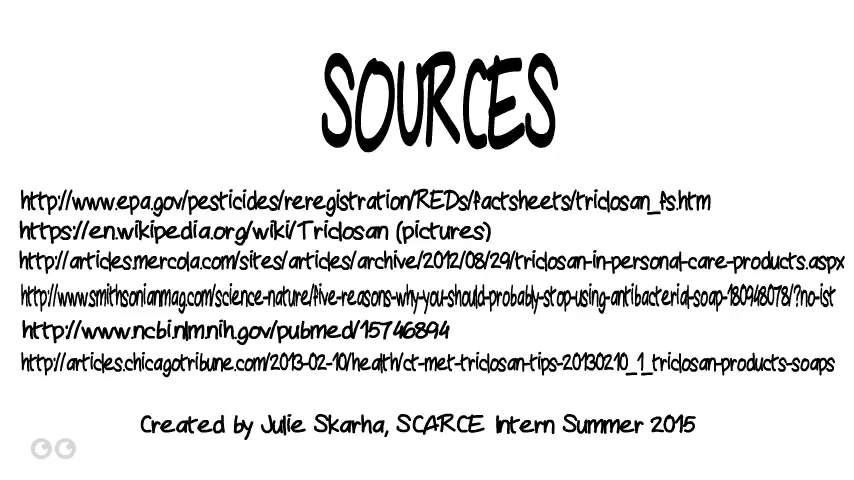 SOURCES
http://www.epa.gov/pesticides/reregistration/REDs/factsheets/triclosan_fs.htm
https://en.wikipedia.org/wiki/Triclosan (pictures)
http://articles.mercola.com/sites/articles/archive/2012/08/29/triclosan-in-personal-care-products.aspx
http://www.smithsonianmag.com/science-nature/five-reasons-why-you-should-probably-stop-using-antibacterial-soap-180948078/?no-ist
http://www.ncbi.nlm.nih.gov/pubmed/15746894
http://articles.chicagotribune.com/2013-02-10/health/ct-met-triclosan-tips-20130210_1_triclosan-products-soaps
Created by Julie Skarha, SCARCE Intern Summer 2015